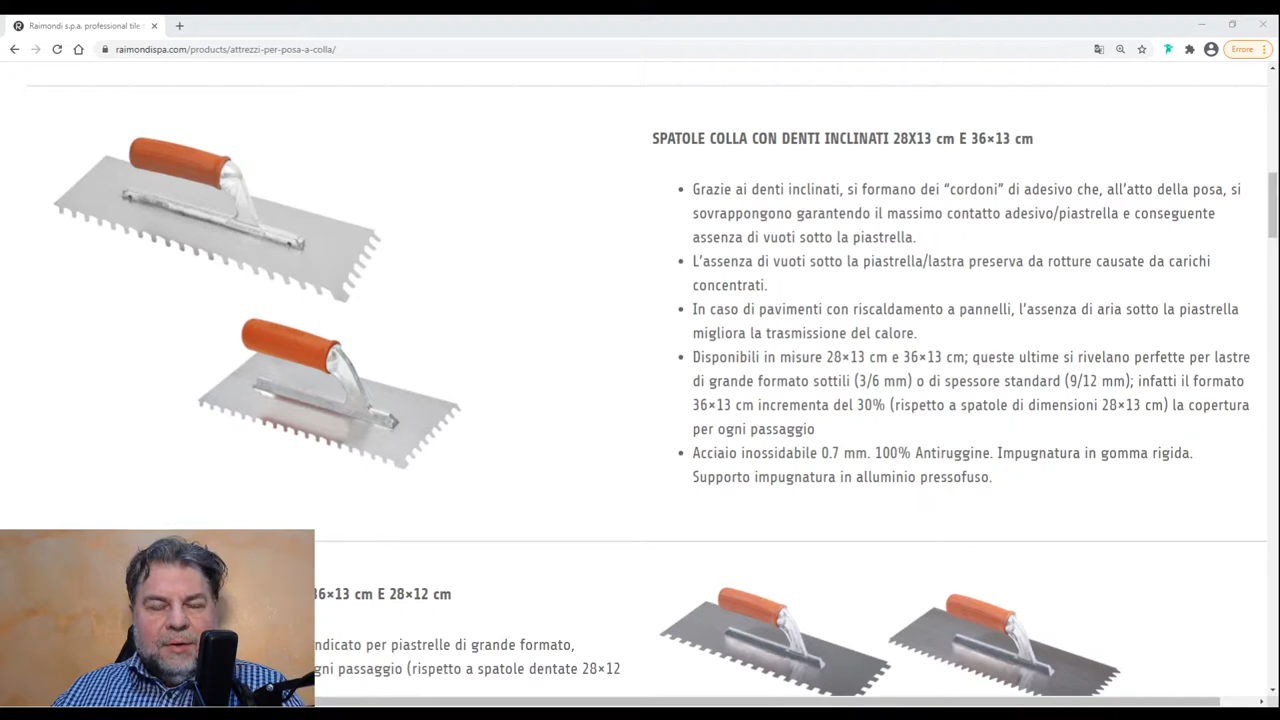 Raimondi s.p.a. professional tile
raimondispa.com/products/attrezzi-per-posa-a-colla/
Errore
SPATOLE COLLA CON DENTI INCLINATI 28X13 cm E 36×13 cm
• Grazie ai denti inclinati, si formano dei “cordoni” di adesivo che, all’atto della posa, si
sovrappongono garantendo il massimo contatto adesivo/piastrella e conseguente
assenza di vuoti sotto la piastrella.
• L’assenza di vuoti sotto la piastrella/lastra preserva da rotture causate da carichi
concentrati.
• In caso di pavimenti con riscaldamento a pannelli, l’assenza di aria sotto la piastrella
migliora la trasmissione del calore.
• Disponibili in misure 28×13 cm e 36×13 cm; queste ultime si rivelano perfette per lastre
di grande formato sottili (3/6 mm) o di spessore standard (9/12 mm); infatti il formato
36×13 cm incrementa del 30% (rispetto a spatole di dimensioni 28×13 cm) la copertura
per ogni passaggio
• Acciaio inossidabile 0.7 mm. 100% Antiruggine. Impugnatura in gomma rigida.
Supporto impugnatura in alluminio pressofuso.
36×13 cm E 28×12 cm
ndicato per piastrelle di grande formato,
gni passaggio (rispetto a spatole dentate 28×12